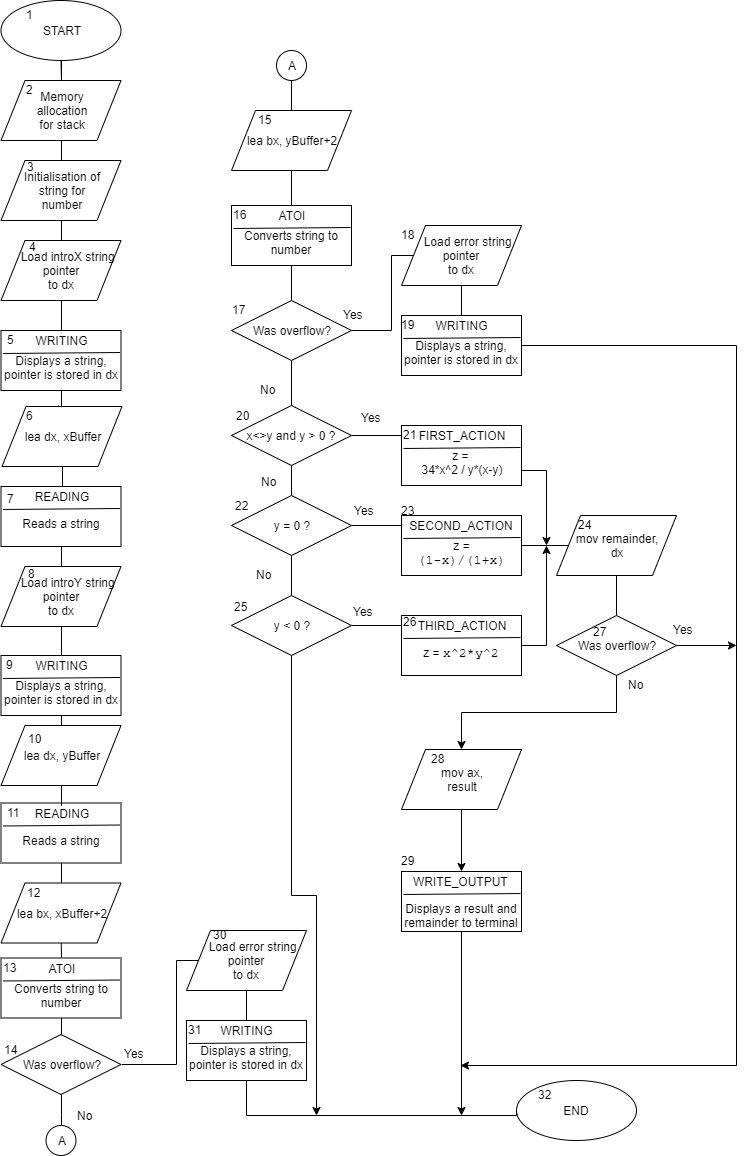 1
START
2
Memory
allocation
for stack
3
Initialisation of
string for
number
4
Load introX string
pointer
to dx
5
WRITING
Displays a string,
pointer is stored in dx
6
lea dx, xBuffer
7
READING
Reads a string
8
Load introY string
pointer
to dx
9
WRITING
Displays a string,
pointer is stored in dx
10
lea dx, yBuffer
11
READING
Reads a string
12
lea bx, xBuffer+2
13
ATOI
Converts string to
number
14
Was overflow?
Yes
No
A
30
Load error string
pointer
to dx
31
WRITING
Displays a string,
pointer is stored in dx
A
15
lea bx, yBuffer+2
16
ATOI
Converts string to
number
17
Was overflow?
Yes
No
18
Load error string
pointer
to dx
19
WRITING
Displays a string,
pointer is stored in dx
20
x<>y and y > 0 ?
Yes
No
21
FIRST_ACTION
z =
34*x^2 / y*(x-y)
22
y = 0 ?
Yes
No
23
SECOND_ACTION
z =
(1-x) / (1+x)
24
mov remainder,
dx
25
y < 0 ?
Yes
26
THIRD_ACTION
z = x^2*y^2
27
Was overflow?
Yes
No
28
mov ax,
result
29
WRITE_OUTPUT
Displays a result and
remainder to terminal
32
END